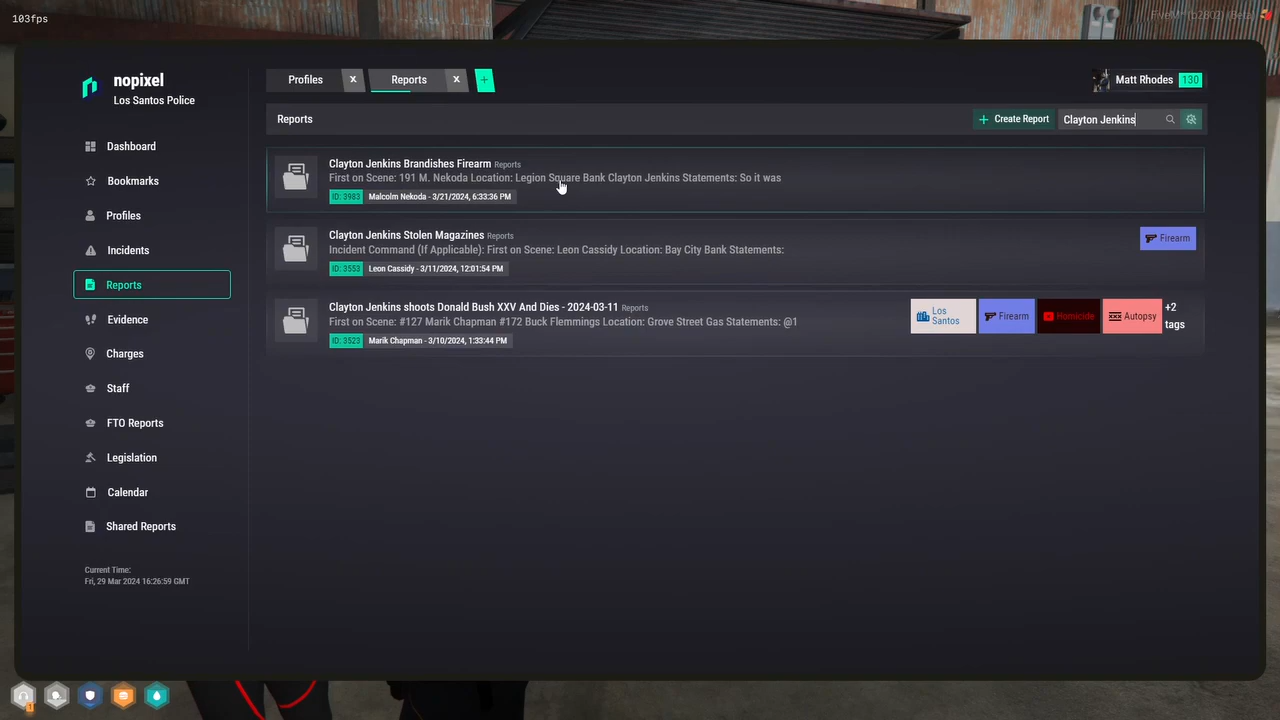 103fps
FiveM™ (b2802) (Beta)
nopixel
Los Santos Police
Profiles
x
Reports
x
+
Matt Rhodes 130
Reports
+ Create Report
Clayton Jenkins
Dashboard
Bookmarks
Profiles
Incidents
Reports
Evidence
Charges
Staff
FTO Reports
Legislation
Calendar
Shared Reports
Current Time:
Fri, 29 Mar 2024 16:26:59 GMT
Clayton Jenkins Brandishes Firearm Reports
First on Scene: 191 M. Nekoda Location: Legion Square Bank Clayton Jenkins Statements: So it was
ID: 3983 Malcolm Nekoda - 3/21/2024, 6:33:36 PM
Clayton Jenkins Stolen Magazines Reports
Incident Command (If Applicable): First on Scene: Leon Cassidy Location: Bay City Bank Statements:
ID: 3553 Leon Cassidy - 3/11/2024, 12:01:54 PM
Firearm
Clayton Jenkins shoots Donald Bush XXV And Dies - 2024-03-11 Reports
First on Scene: #127 Marik Chapman #172 Buck Flemmings Location: Grove Street Gas Statements: @1
ID: 3523 Marik Chapman - 3/10/2024, 1:33:44 PM
Los
Santos
Firearm
Homicide
Autopsy
+2
tags
1